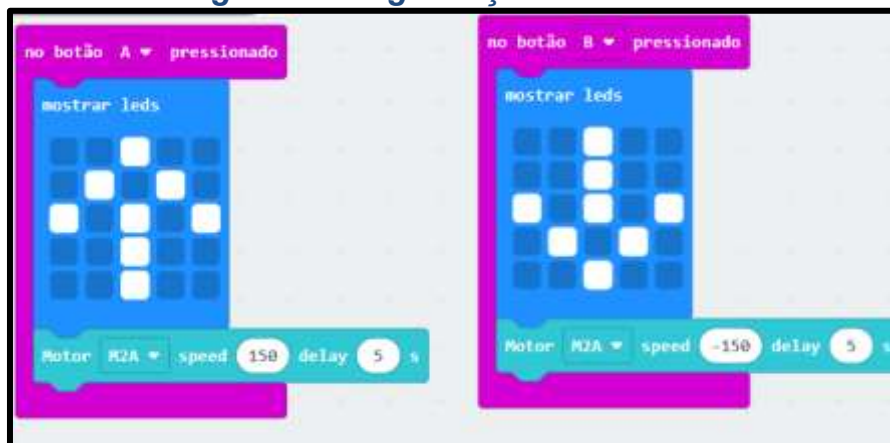 no botão A pressionado
mostrar leds
Motor M2A speed 150 delay 5 s
no botão B pressionado
mostrar leds
Motor M2A speed -150 delay 5 s